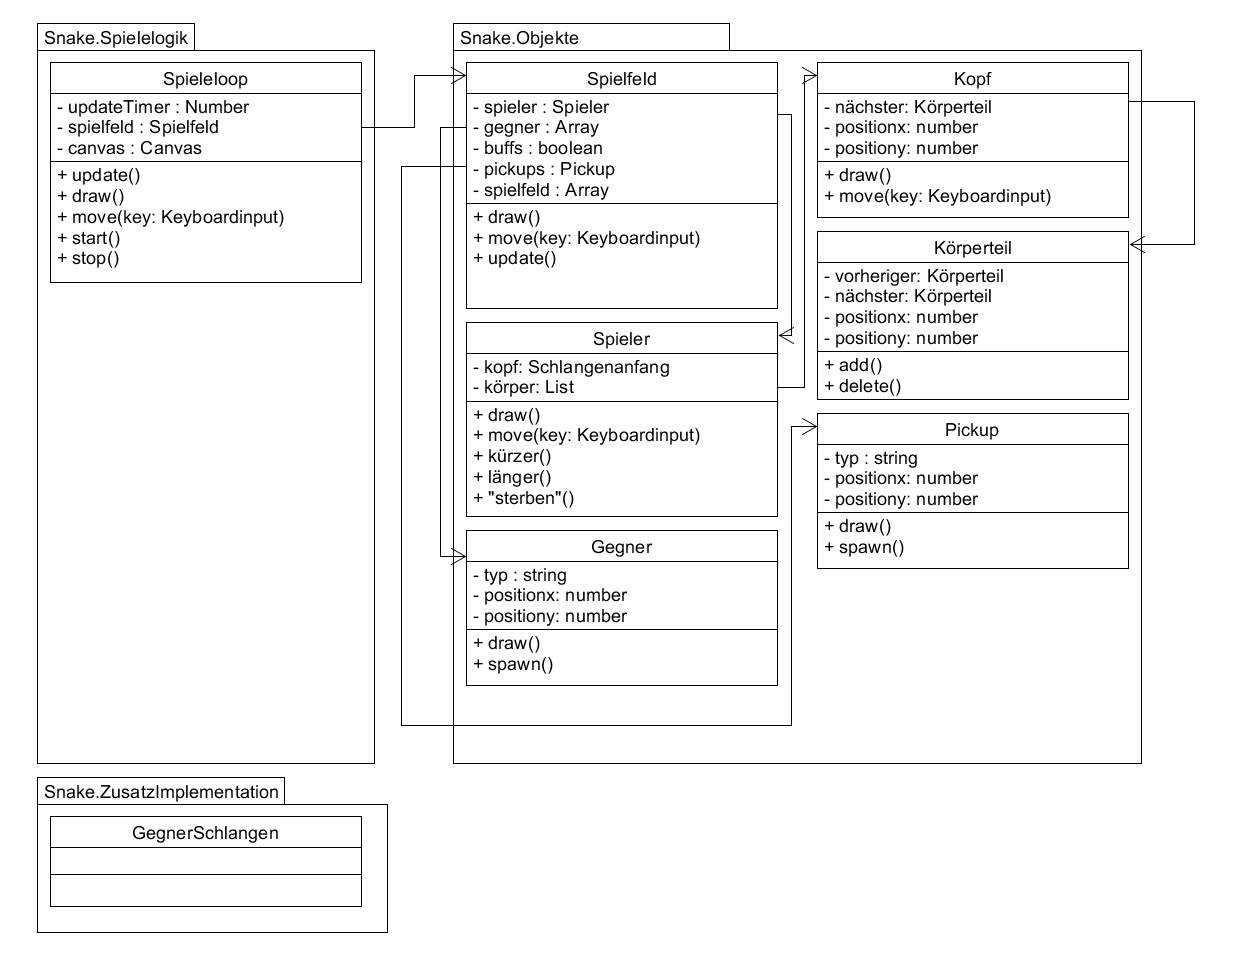 Snake.Spielelogik
Spieleloop
- updateTimer : Number
- spielfeld : Spielfeld
- canvas : Canvas
+ update()
+ draw()
+ move(key: Keyboardinput)
+ start()
+ stop()
Snake.Objekte
Spielfeld
- spieler : Spieler
- gegner : Array
- buffs : boolean
- pickups : Pickup
- spielfeld : Array
+ draw()
+ move(key: Keyboardinput)
+ update()
Spieler
- kopf: Schlangenanfang
- körper: List
+ draw()
+ move(key: Keyboardinput)
+ kürzer()
+ länger()
+ "sterben"()
Gegner
- typ : string
- positionx: number
- positiony: number
+ draw()
+ spawn()
Kopf
- nächster: Körperteil
- positionx: number
- positiony: number
+ draw()
+ move(key: Keyboardinput)
Körperteil
- vorheriger: Körperteil
- nächster: Körperteil
- positionx: number
- positiony: number
+ add()
+ delete()
Pickup
- typ : string
- positionx: number
- positiony: number
+ draw()
+ spawn()
Snake.ZusatzImplementation
GegnerSchlangen